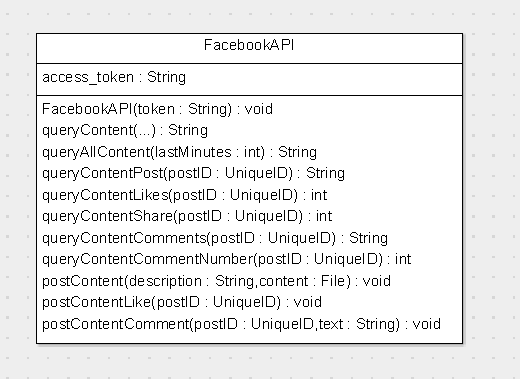 FacebookAPI
access_token : String
FacebookAPI(token : String) : void
queryContent(...) : String
queryAllContent(lastMinutes : int) : String
queryContentPost(postID : UniqueID) : String
queryContentLikes(postID : UniqueID) : int
queryContentShare(postID : UniqueID) : int
queryContentComments(postID : UniqueID) : String
queryContentCommentNumber(postID : UniqueID) : int
postContent(description : String,content : File) : void
postContentLike(postID : UniqueID) : void
postContentComment(postID : UniqueID,text : String) : void